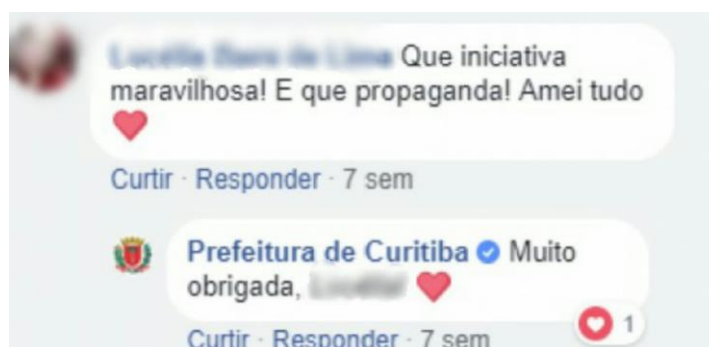 Que iniciativa
maravilhosa! E que propaganda! Amei tudo
❤
Curtir · Responder · 7 sem
Prefeitura de Curitiba Muito
obrigada, ❤
1
Curtir · Responder · 7 sem